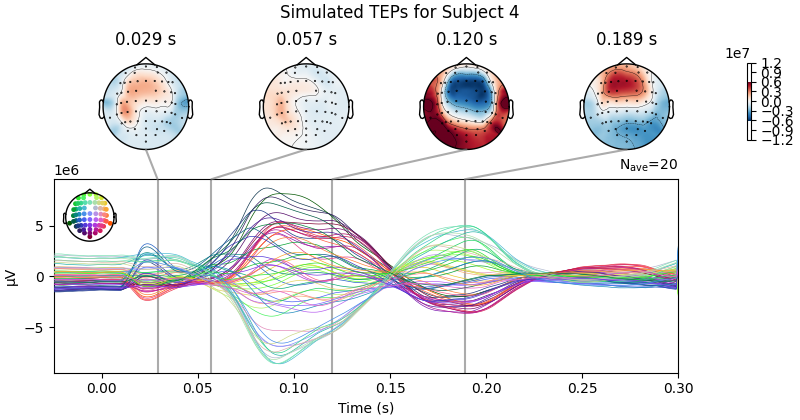 Simulated TEPs for Subject 4
0.029 s
0.057 s
0.120 s
0.189 s
1e7
1.2
0.9
0.6
0.3
0.0
−0.3
−0.6
−0.9
−1.2
1e6
Nave=20
5
0
−5
µV
0.00
0.05
0.10
0.15
0.20
0.25
0.30
Time (s)